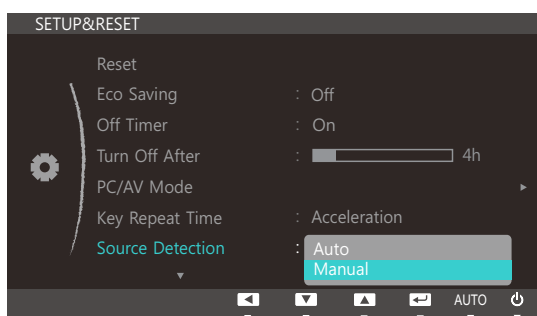 SETUP&RESET
Reset
Eco Saving : Off
Off Timer : On
Turn Off After : 4h
PC/AV Mode
Key Repeat Time : Acceleration
Source Detection : Auto
Manual
AUTO